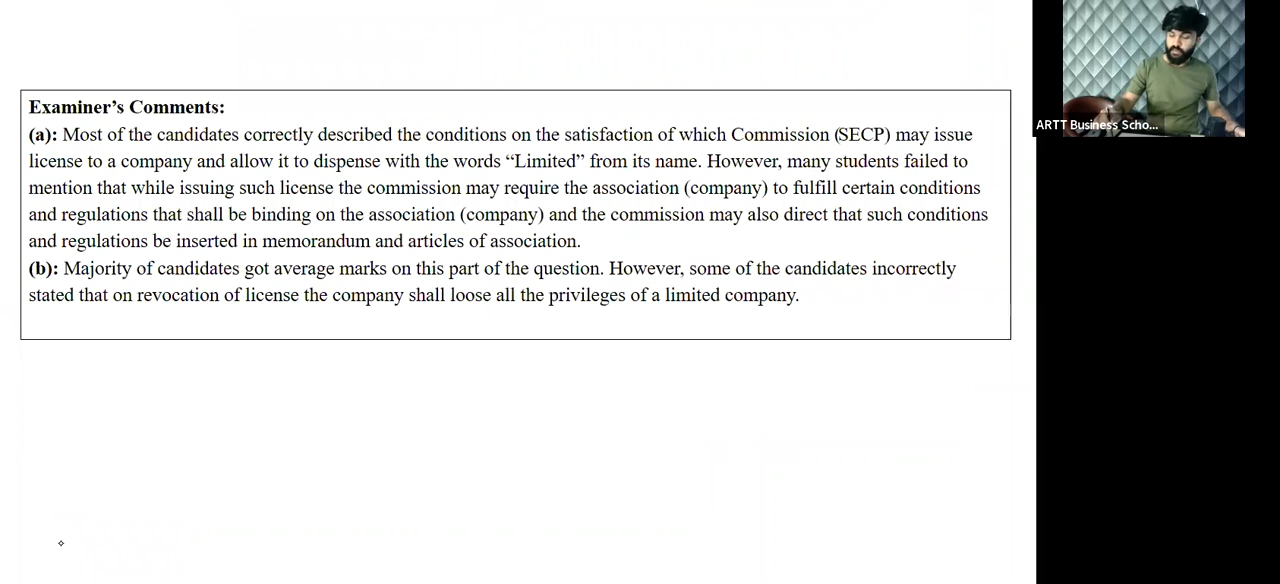 Examiner’s Comments:
(a): Most of the candidates correctly described the conditions on the satisfaction of which Commission (SECP) may issue
license to a company and allow it to dispense with the words “Limited” from its name. However, many students failed to
mention that while issuing such license the commission may require the association (company) to fulfill certain conditions
and regulations that shall be binding on the association (company) and the commission may also direct that such conditions
and regulations be inserted in memorandum and articles of association.
(b): Majority of candidates got average marks on this part of the question. However, some of the candidates incorrectly
stated that on revocation of license the company shall loose all the privileges of a limited company.
ARTT Business Scho...